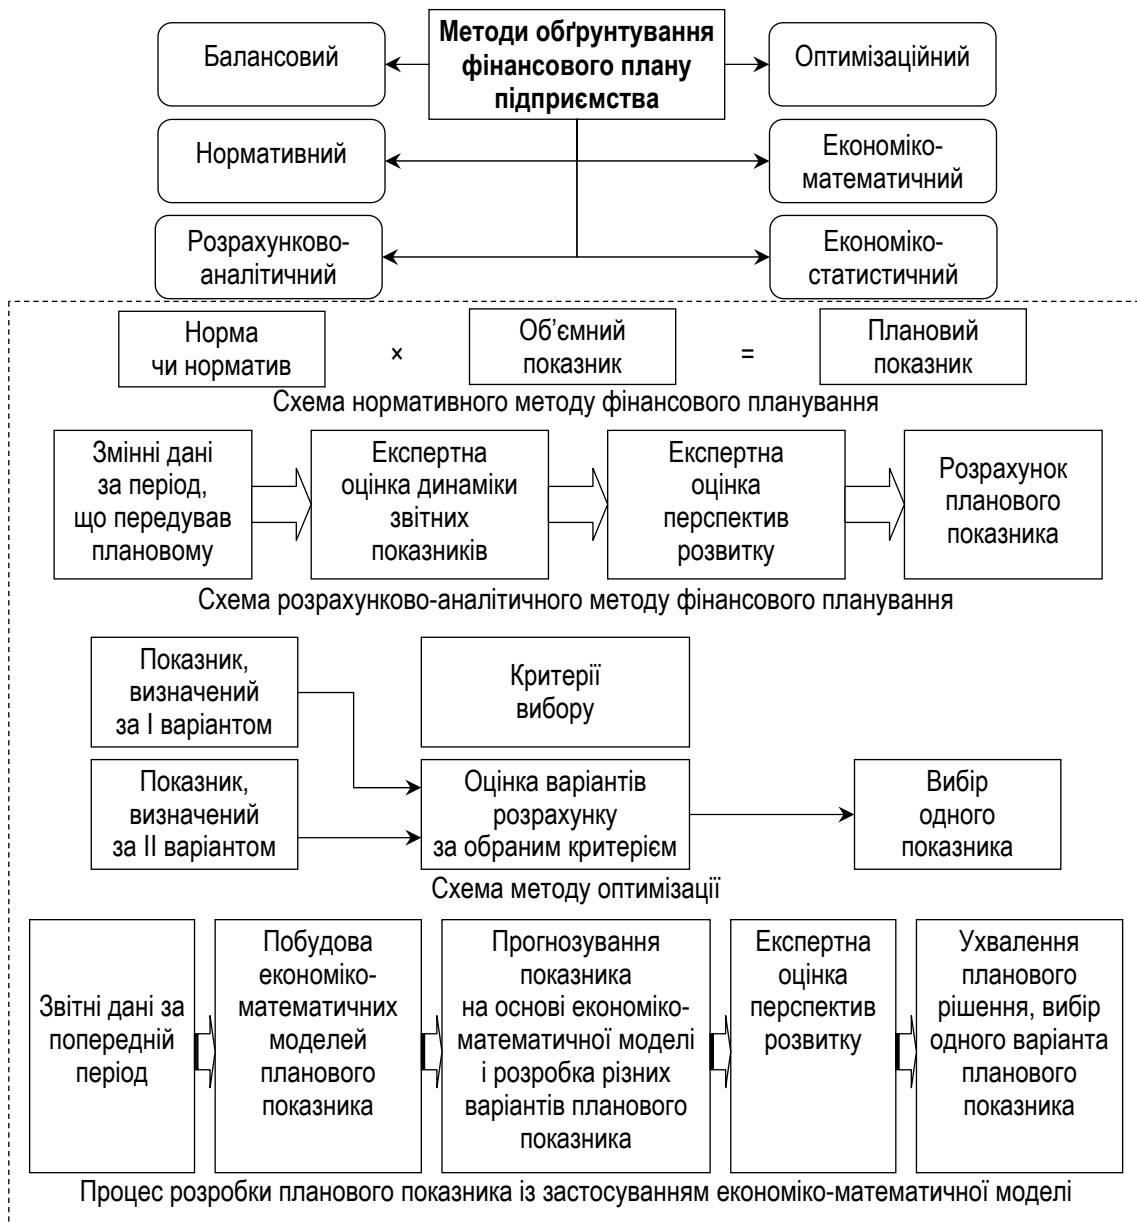 Методи обґрунтування
фінансового плану
підприємства
Балансовий
Оптимізаційний
Нормативний
Економіко-
математичний
Розрахунково-
аналітичний
Економіко-
статистичний
Норма
чи норматив
×
Об’ємний
показник
=
Плановий
показник
Схема нормативного методу фінансового планування
Змінні дані
за період,
що передував
плановому
Експертна
оцінка динаміки
звітних
показників
Експертна
оцінка
перспектив
розвитку
Розрахунок
планового
показника
Схема розрахунково-аналітичного методу фінансового планування
Показник,
визначений
за І варіантом
Критерії
вибору
Показник,
визначений
за ІІ варіантом
Оцінка варіантів
розрахунку
за обраним критерієм
Вибір
одного
показника
Схема методу оптимізації
Звітні дані за
попередній
період
Побудова
економіко-
математичних
моделей
планового
показника
Прогнозування
показника
на основі економіко-
математичної моделі
і розробка різних
варіантів планового
показника
Експертна
оцінка
перспектив
розвитку
Ухвалення
планового
рішення, вибір
одного варіанта
планового
показника
Процес розробки планового показника із застосуванням економіко-математичної моделі